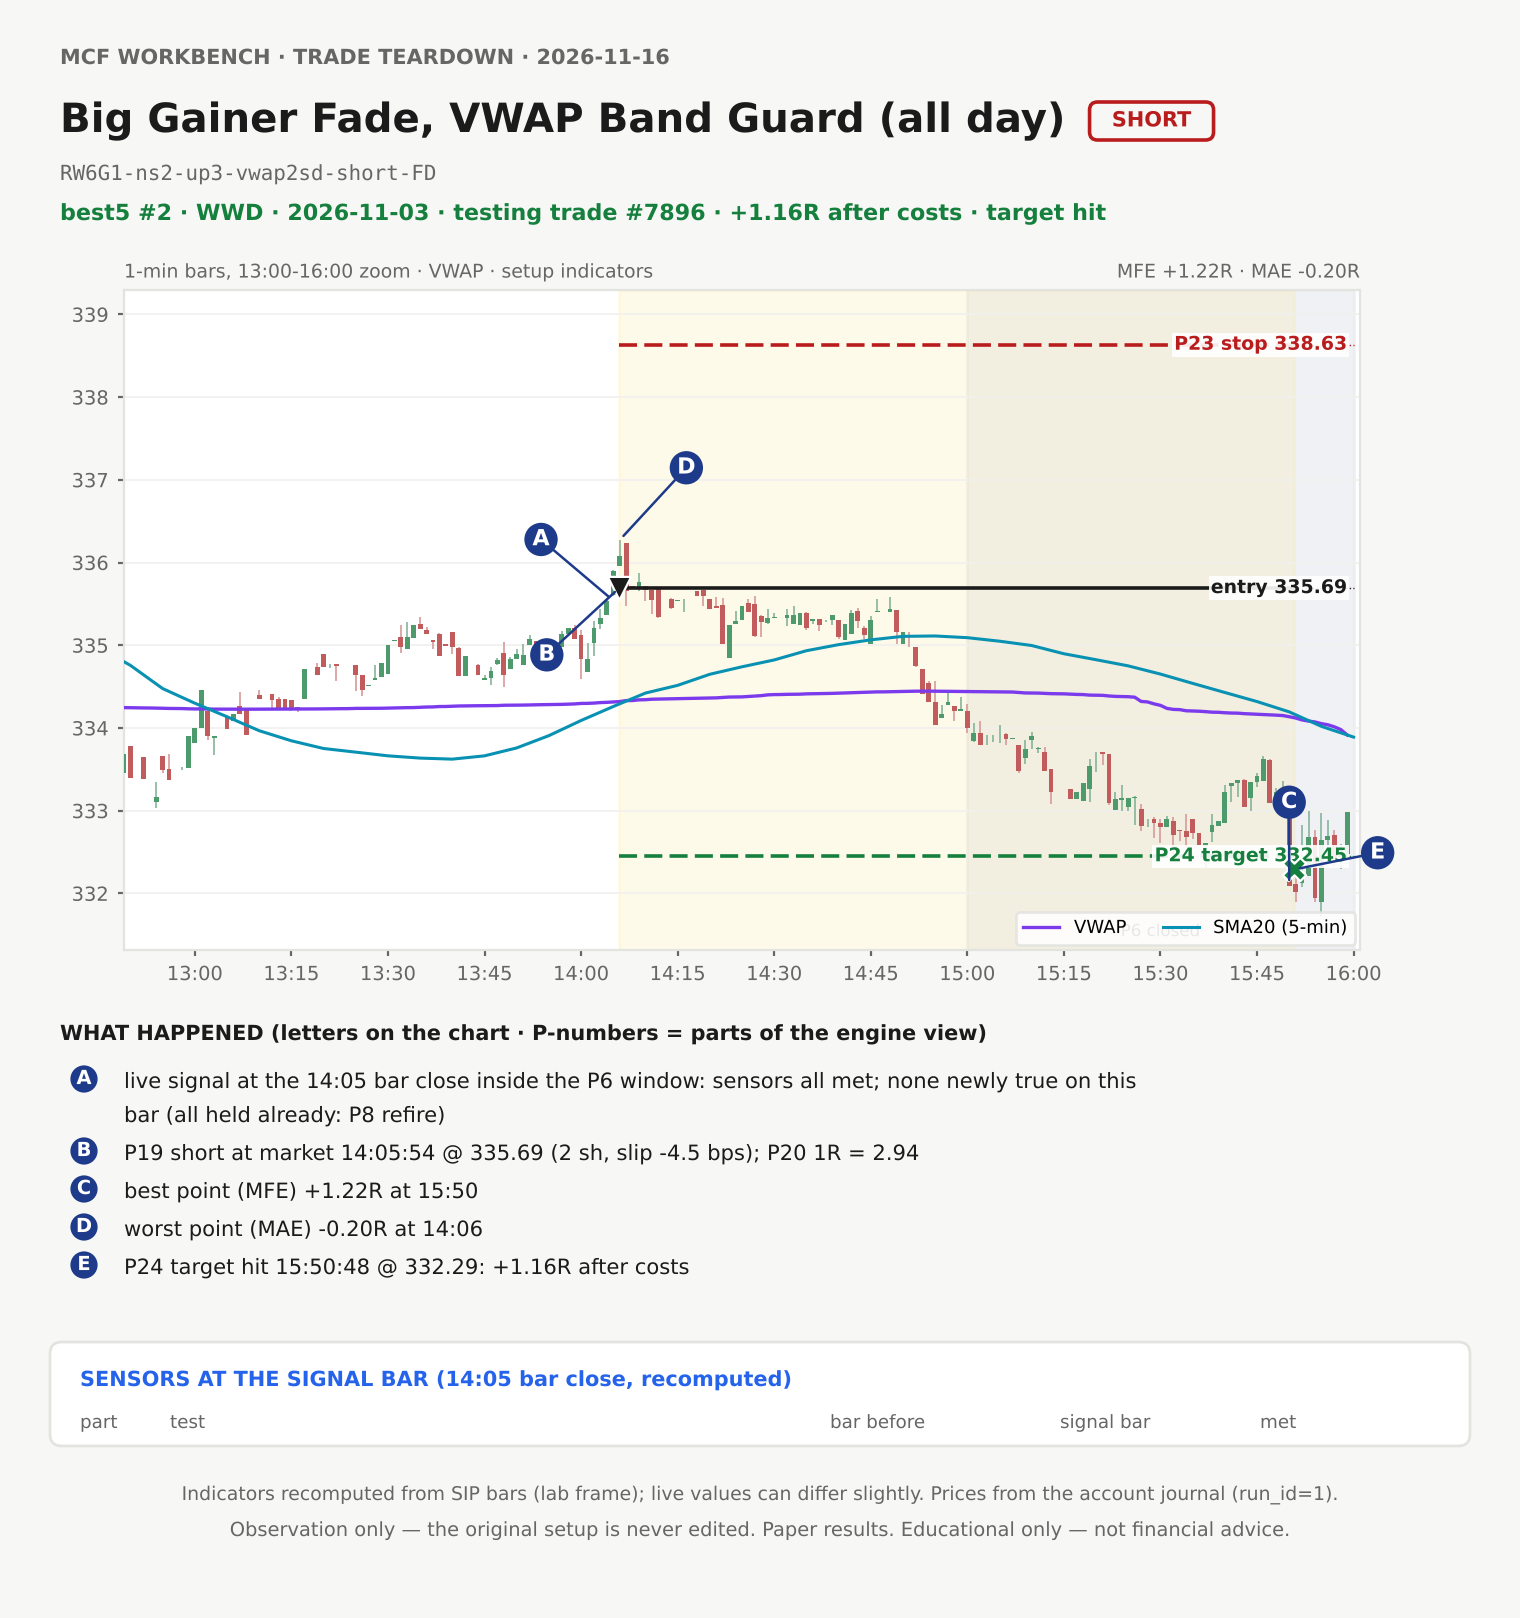 MCF WORKBENCH · TRADE TEARDOWN · 2026-11-16
Big Gainer Fade, VWAP Band Guard (all day) SHORT
RW6G1-ns2-up3-vwap2sd-short-FD
best5 #2 · WWD · 2026-11-03 · testing trade #7896 · +1.16R after costs · target hit
1-min bars, 13:00-16:00 zoom · VWAP · setup indicators MFE +1.22R · MAE -0.20R
339
P23 stop 338.63
338
337
D
A
336
entry 335.69
B
335
334
333
C
P24 target 332.45
E
332
VWAP P6 closed SMA20 (5-min)
13:00 13:15 13:30 13:45 14:00 14:15 14:30 14:45 15:00 15:15 15:30 15:45 16:00
WHAT HAPPENED (letters on the chart · P-numbers = parts of the engine view)
A live signal at the 14:05 bar close inside the P6 window: sensors all met; none newly true on this
bar (all held already: P8 refire)
B P19 short at market 14:05:54 @ 335.69 (2 sh, slip -4.5 bps); P20 1R = 2.94
C best point (MFE) +1.22R at 15:50
D worst point (MAE) -0.20R at 14:06
E P24 target hit 15:50:48 @ 332.29: +1.16R after costs
SENSORS AT THE SIGNAL BAR (14:05 bar close, recomputed)
part test bar before signal bar met
Indicators recomputed from SIP bars (lab frame); live values can differ slightly. Prices from the account journal (run_id=1).
Observation only — the original setup is never edited. Paper results. Educational only — not financial advice.